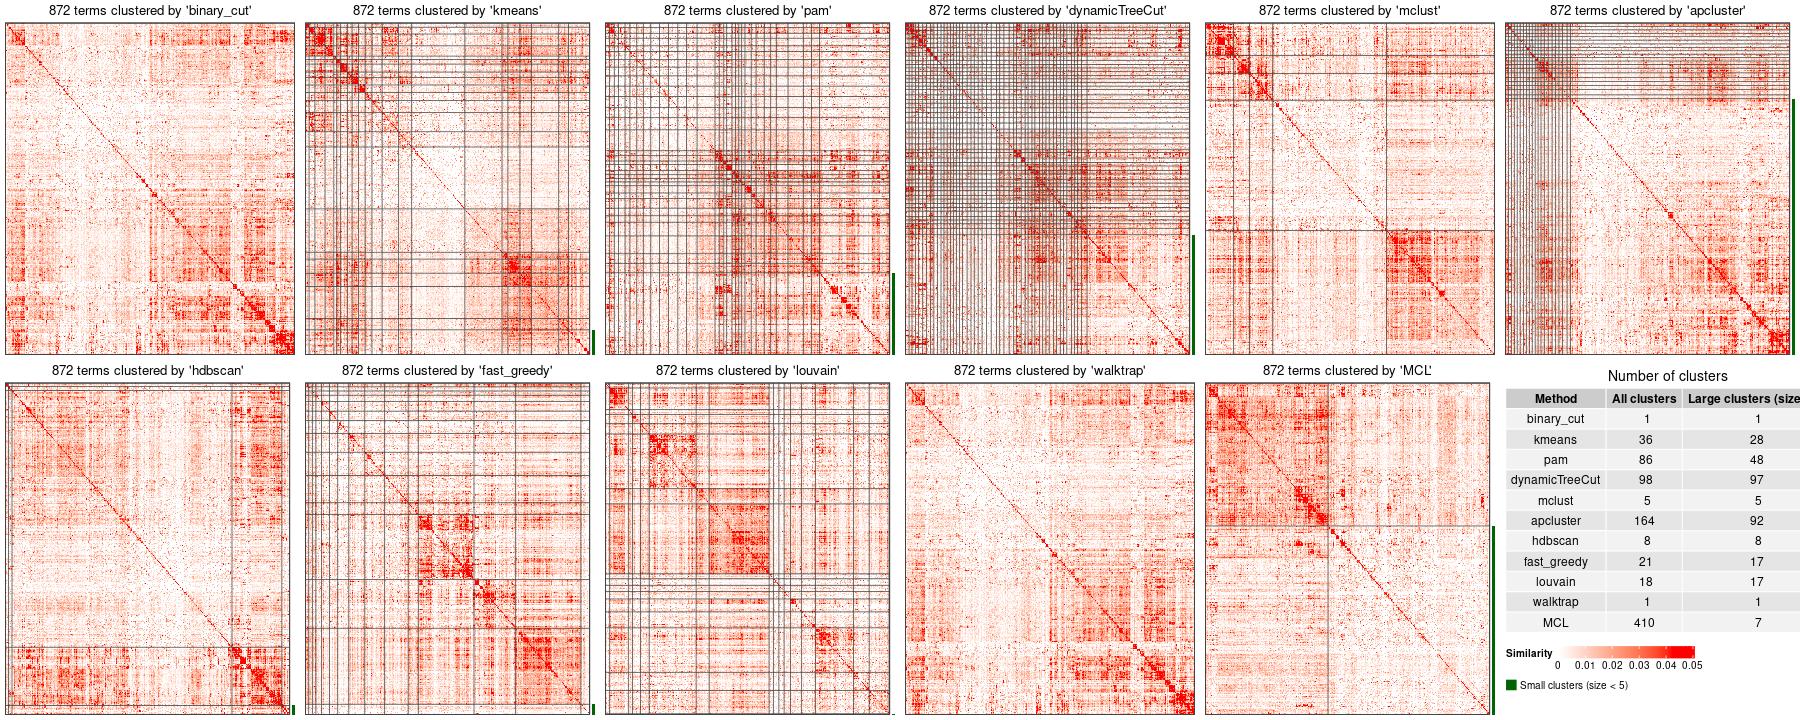 872 terms clustered by 'binary_cut'
872 terms clustered by 'kmeans'
872 terms clustered by 'pam'
872 terms clustered by 'dynamicTreeCut'
872 terms clustered by 'mclust'
872 terms clustered by 'apcluster'
872 terms clustered by 'hdbscan'
872 terms clustered by 'fast_greedy'
872 terms clustered by 'louvain'
872 terms clustered by 'walktrap'
872 terms clustered by 'MCL'
Number of clusters
Method All clusters Large clusters (size
binary_cut 1 1
kmeans 36 28
pam 86 48
dynamicTreeCut 98 97
mclust 5 5
apcluster 164 92
hdbscan 8 8
fast_greedy 21 17
louvain 18 17
walktrap 1 1
MCL 410 7
Similarity
0 0.01 0.02 0.03 0.04 0.05
Small clusters (size < 5)